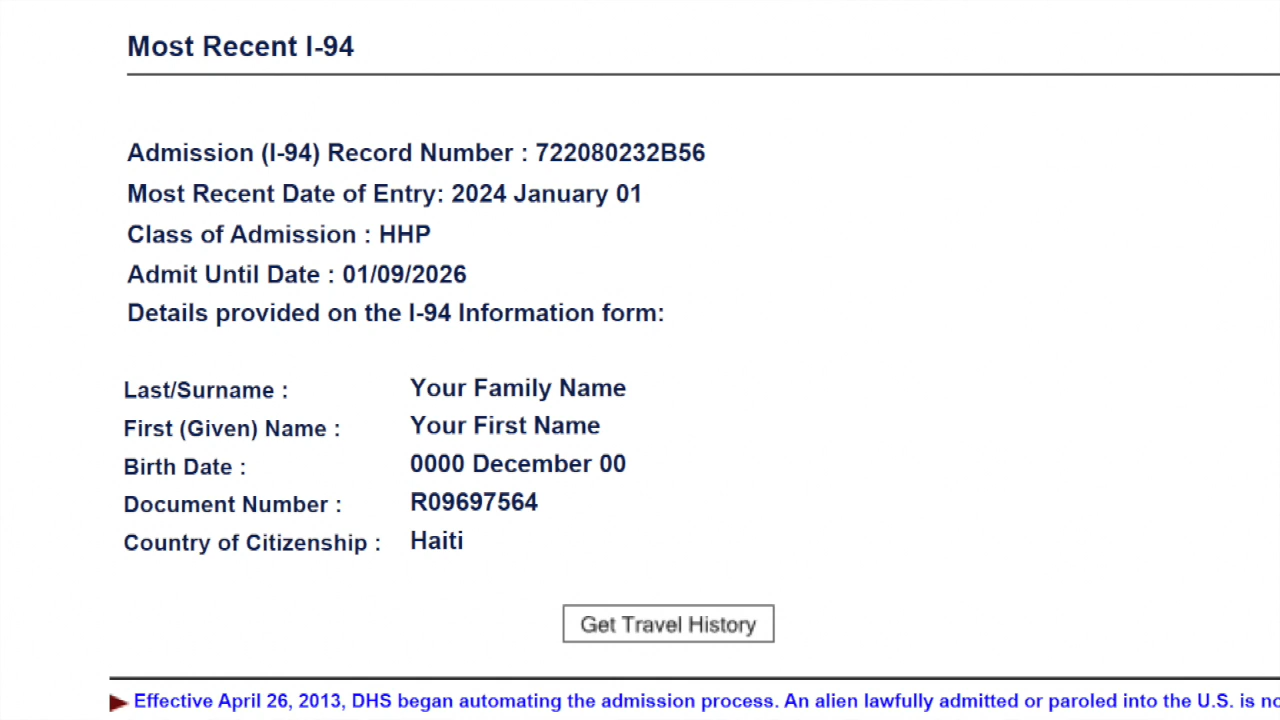 Most Recent I-94
Admission (I-94) Record Number : 722080232B56
Most Recent Date of Entry: 2024 January 01
Class of Admission : HHP
Admit Until Date : 01/09/2026
Details provided on the I-94 Information form:
Last/Surname : Your Family Name
First (Given) Name : Your First Name
Birth Date : 0000 December 00
Document Number : R09697564
Country of Citizenship : Haiti
Get Travel History
Effective April 26, 2013, DHS began automating the admission process. An alien lawfully admitted or paroled into the U.S. is